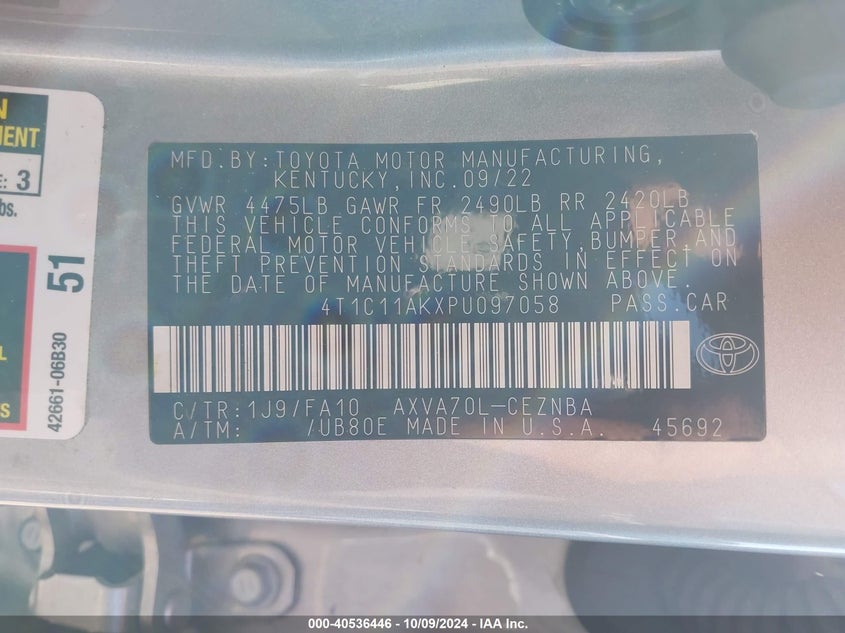 N
MENT
E: 3
bs.
51
L
S
42661-06B30
MFD.BY:TOYOTA MOTOR MANUFACTURING,
KENTUCKY,INC.09/22
GVWR 4475LB GAWR FR 2490LB RR 2420LB
THIS VEHICLE CONFORMS TO ALL APPLICABLE
FEDERAL MOTOR VEHICLE SAFETY,BUMPER,AND
THEFT PREVENTION STANDARDS IN EFFECT ON
THE DATE OF MANUFACTURE SHOWN ABOVE.
4T1C11AKXPU097058 PASS.CAR
C/TR:1J9/FA10 AXVA70L-CEZNBA
A/TM: /UB80E MADE IN U.S.A. 45692
000-40536446 - 10/09/2024 - IAA Inc.